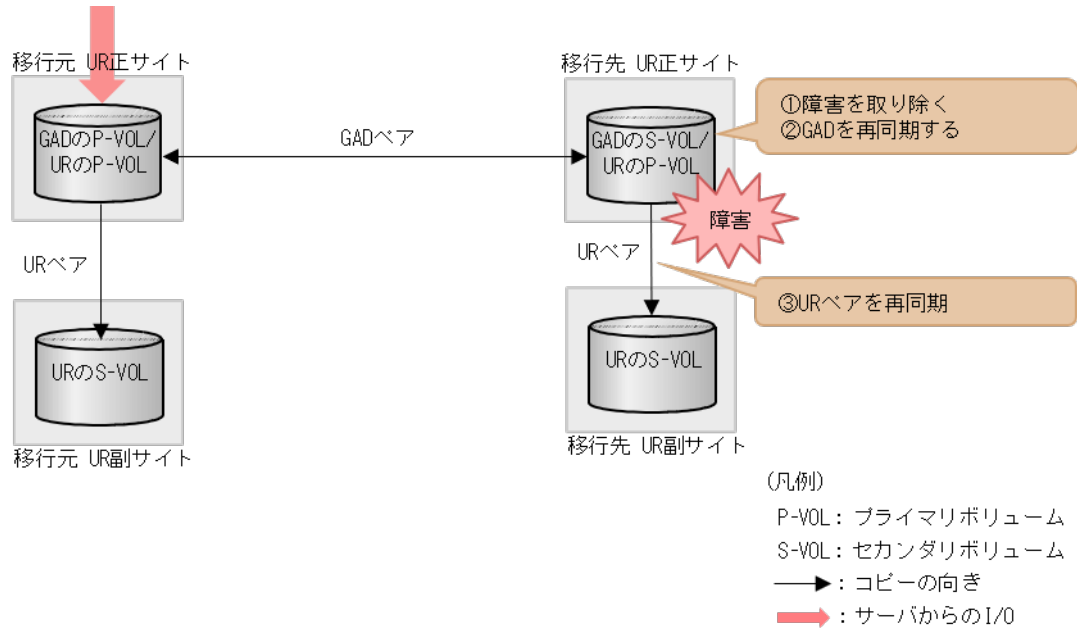 移行元 UR正サイト
移行先 UR正サイト
GADのP-VOL/
URのP-VOL
GADペア
GADのS-VOL/
URのP-VOL
①障害を取り除く
②GADを再同期する
障害
URペア
URペア
③URペアを再同期
URのS-VOL
URのS-VOL
移行元 UR副サイト
移行先 UR副サイト
(凡例)
P-VOL: プライマリボリューム
S-VOL: セカンダリボリューム
: コピーの向き
: サーバからのI/O